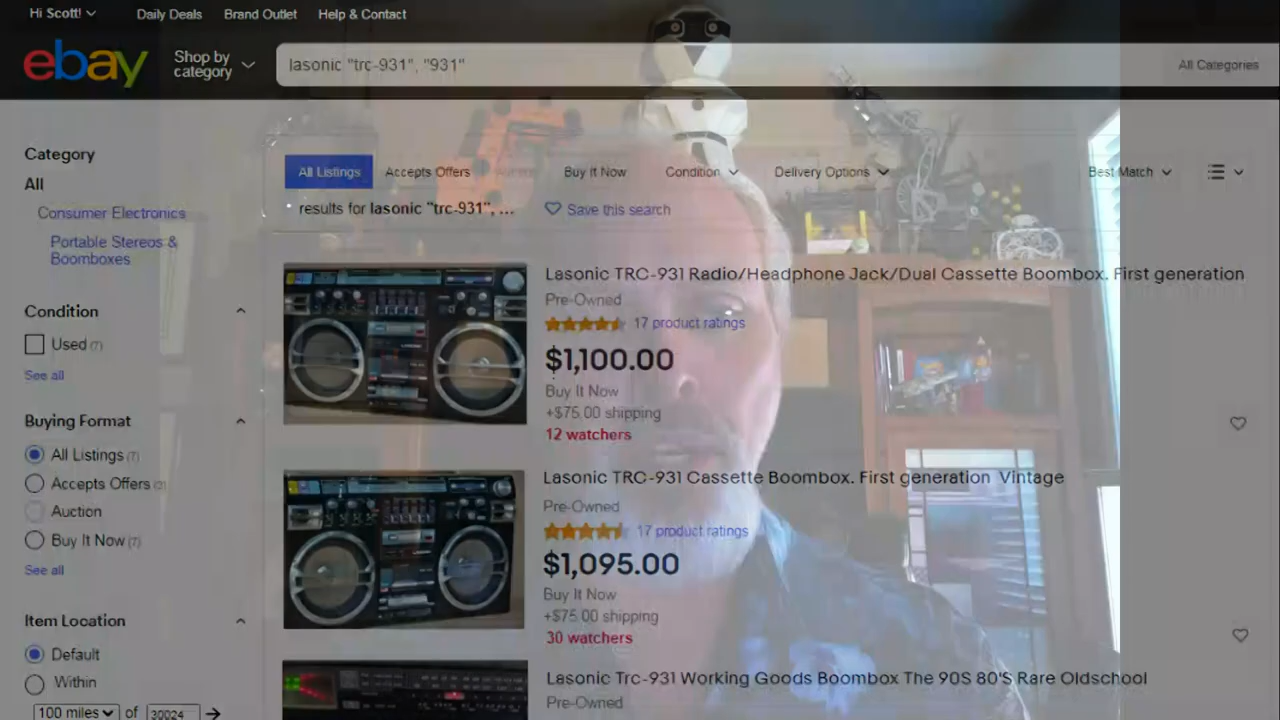 Hi Scott!
Daily Deals
Brand Outlet
Help & Contact
ebay
Shop by category
lasonic "trc-931", "931"
All Categories
Category
All
Consumer Electronics
Portable Stereos &
Boomboxes
Condition
Used (7)
See all
Buying Format
All Listings (7)
Accepts Offers
Auction
Buy It Now (7)
See all
Item Location
Default
Within
100 miles of 30024
All Listings
Accepts Offers
Buy It Now
Condition
Delivery Options
Best Match
results for lasonic "trc-931", ...
Save this search
Lasonic TRC-931 Radio/Headphone Jack/Dual Cassette Boombox. First generation
Pre-Owned
17 product ratings
$1,100.00
Buy It Now
+$75.00 shipping
12 watchers
Lasonic TRC-931 Cassette Boombox. First generation Vintage
Pre-Owned
17 product ratings
$1,095.00
Buy It Now
+$75.00 shipping
30 watchers
Lasonic Trc-931 Working Goods Boombox The 90S 80'S Rare Oldschool
Pre-Owned